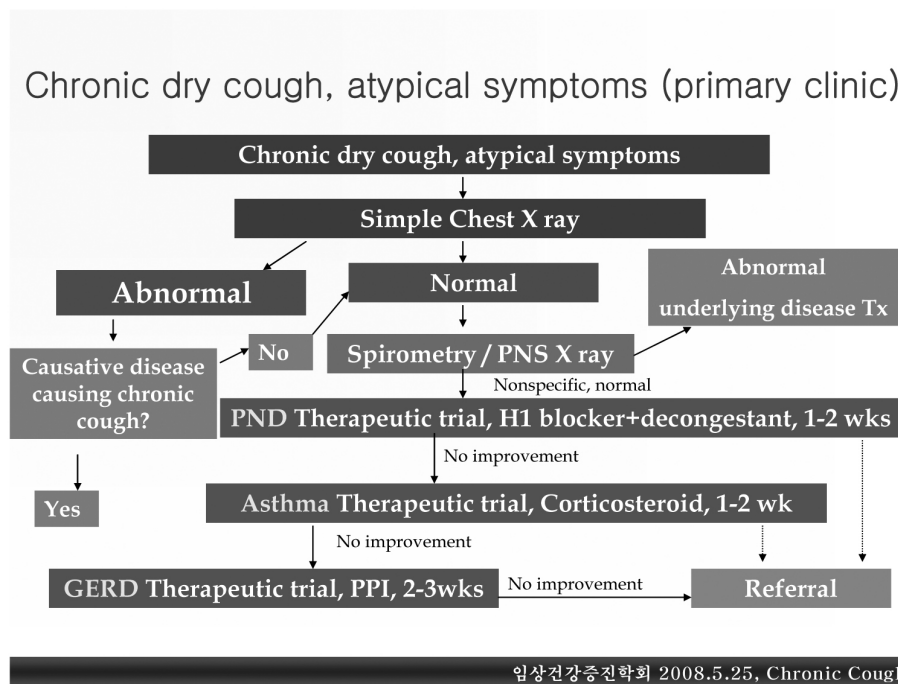 Chronic dry cough, atypical symptoms (primary clinic)
Chronic dry cough, atypical symptoms
Simple Chest X ray
Abnormal
Normal
Abnormal
underlying disease Tx
No
Spirometry / PNS X ray
Causative disease
causing chronic
cough?
Nonspecific, normal
PND Therapeutic trial, H1 blocker+decongestant, 1-2 wks
No improvement
Yes
Asthma Therapeutic trial, Corticosteroid, 1-2 wk
No improvement
GERD Therapeutic trial, PPI, 2-3wks
No improvement
Referral
임상건강증진학회 2008.5.25, Chronic Cough